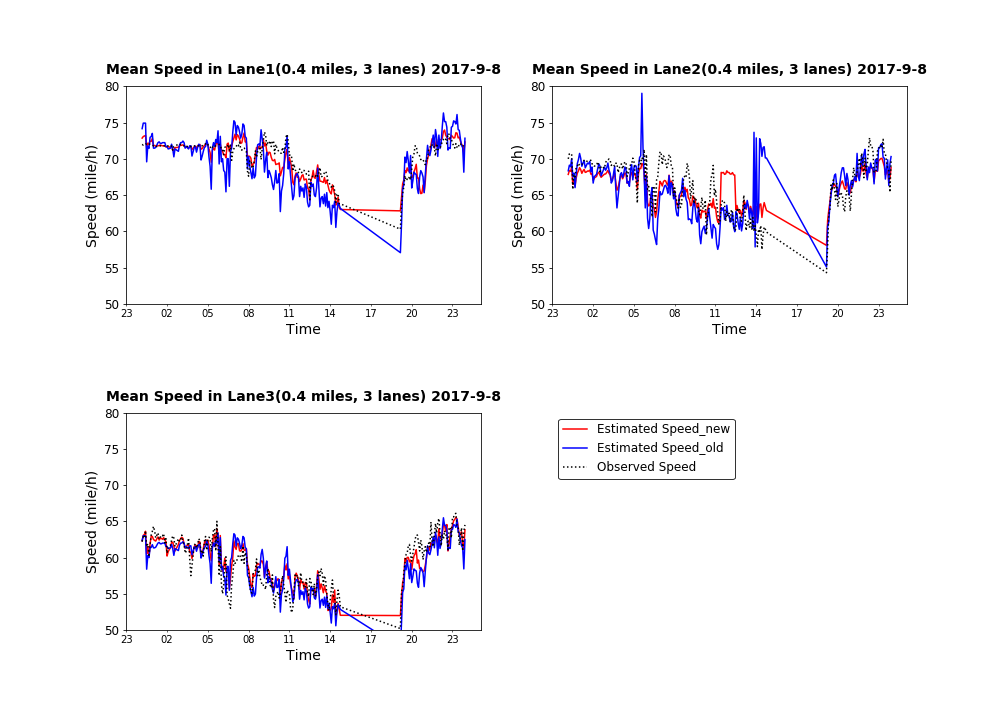 Mean Speed in Lane1(0.4 miles, 3 lanes) 2017-9-8
80
75
70
65
60
55
50
Speed (mile/h)
23 02 05 08 11 14 17 20 23
Time
Mean Speed in Lane2(0.4 miles, 3 lanes) 2017-9-8
80
75
70
65
60
55
50
Speed (mile/h)
23 02 05 08 11 14 17 20 23
Time
Mean Speed in Lane3(0.4 miles, 3 lanes) 2017-9-8
80
75
70
65
60
55
50
Speed (mile/h)
23 02 05 08 11 14 17 20 23
Time
Estimated Speed_new
Estimated Speed_old
Observed Speed